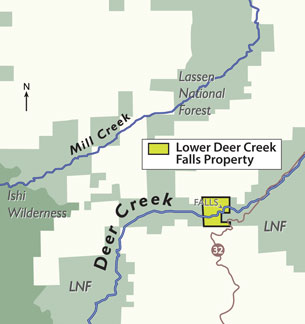 Lassen
National
Forest
N
Mill Creek
Lower Deer Creek
Falls Property
Ishi
Wilderness
Deer Creek
FALLS
LNF
32
LNF